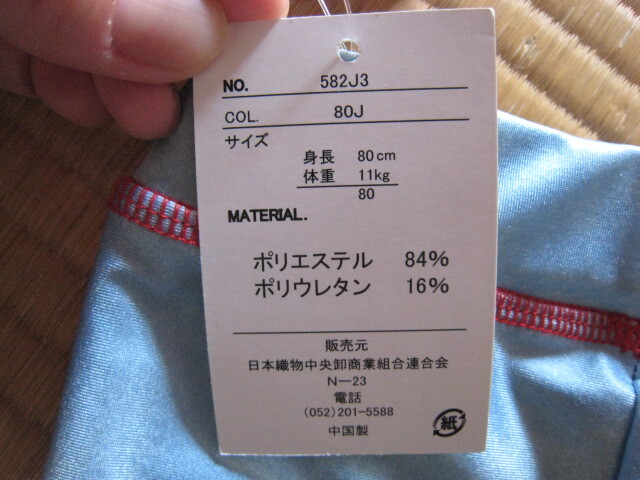 NO. 582J3
COL. 80J
サイズ
身長 80cm
体重 11kg
80
MATERIAL.
ポリエステル 84%
ポリウレタン 16%
販売元
日本織物中央卸商業組合連合会
N―23
電話
(052)201-5588
中国製
紙